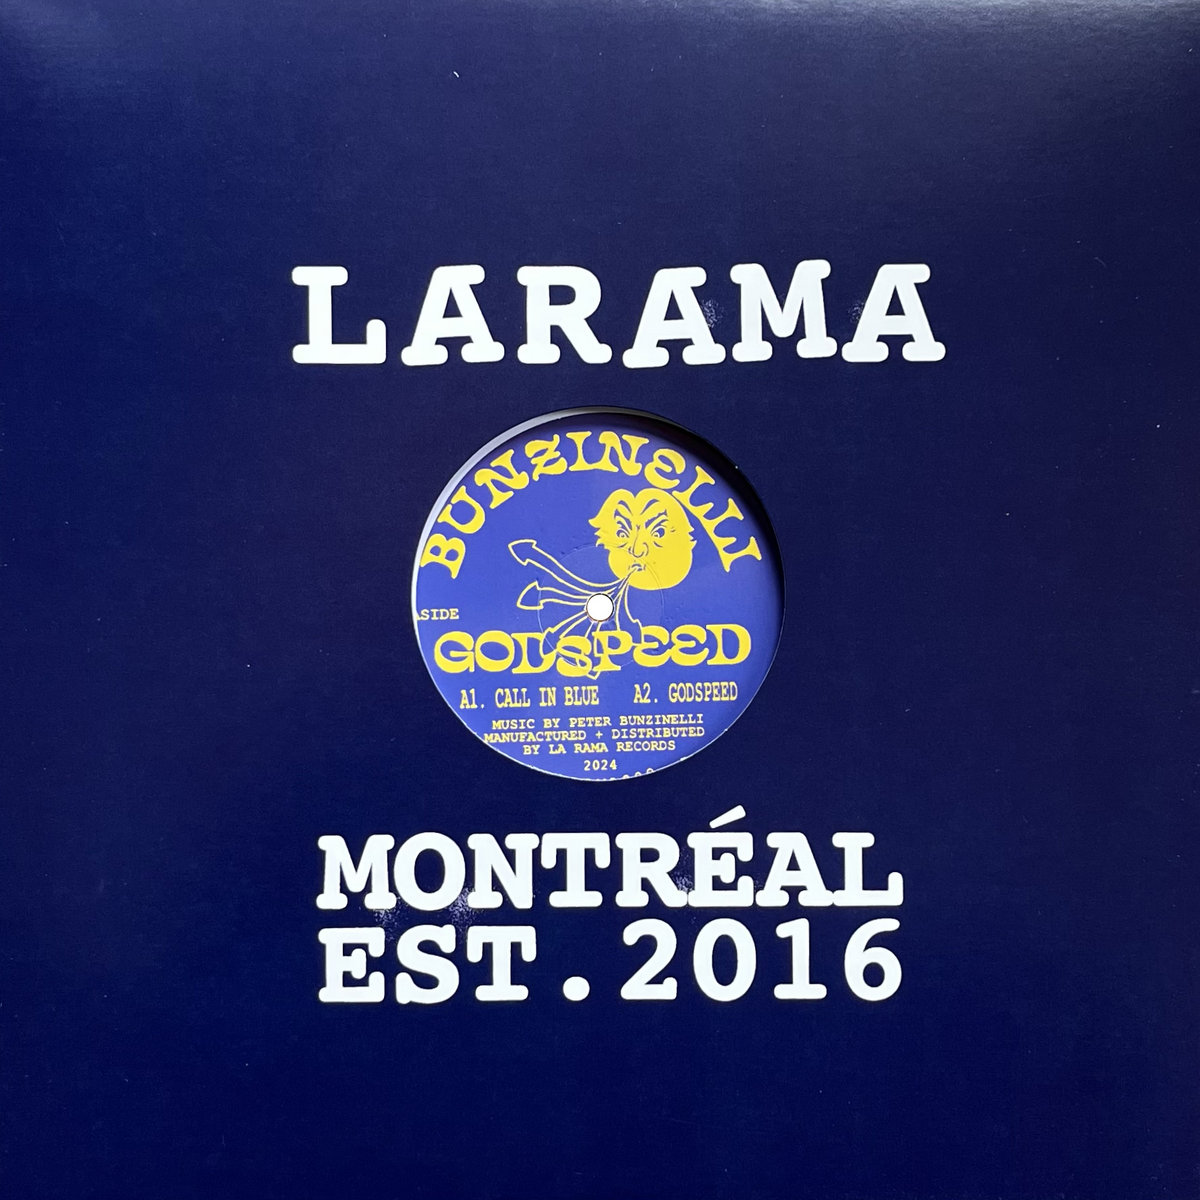 LARAMA
BUNZINELLI
SIDE
GODSPEED
A1. CALL IN BLUE A2. GODSPEED
MUSIC BY PETER BUNZINELLI
MANUFACTURED + DISTRIBUTED
BY LA RAMA RECORDS
2024
MONTRÉAL
EST.2016